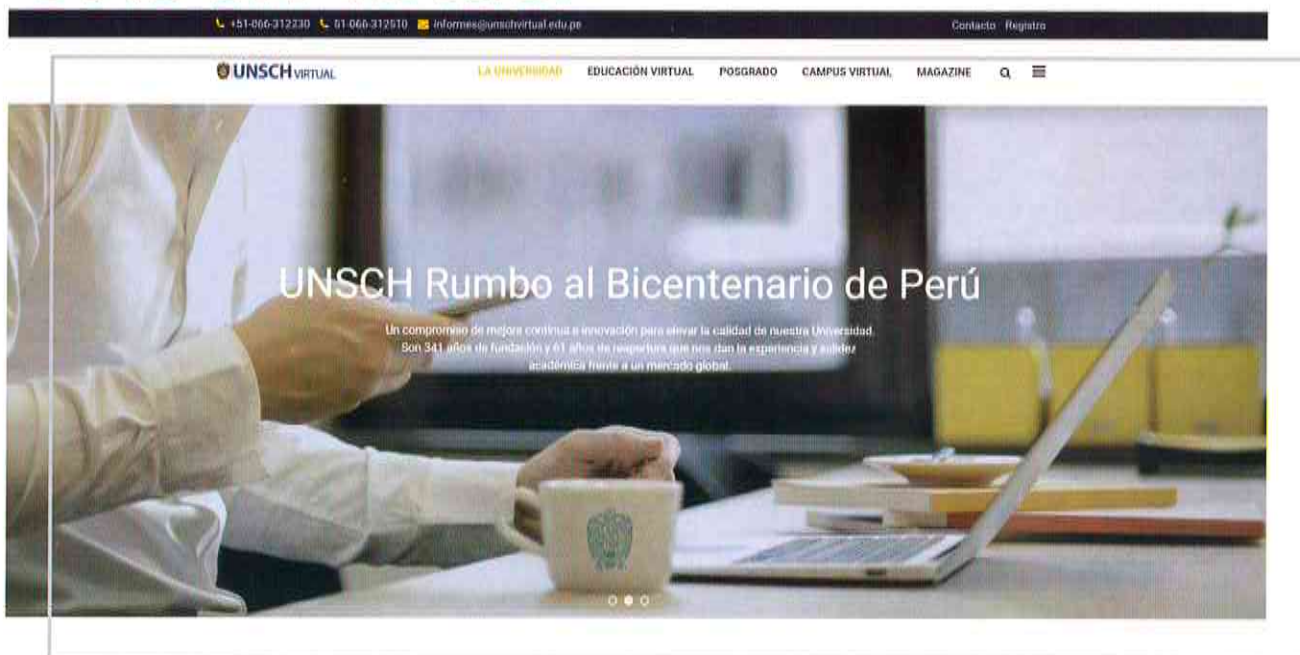 +51-066-312230 01-066-312510 informes@unschvirtual.edu.pe Contacto Registro
UNSCH VIRTUAL LA UNIVERSIDAD EDUCACIÓN VIRTUAL POSGRADO CAMPUS VIRTUAL MAGAZINE
UNSCH Rumbo al Bicentenario de Perú
Un compromiso de mejora continua e innovación para elevar la calidad de nuestra Universidad.
Son 341 años de fundación y 61 años de reapertura que nos dan la experiencia y solidez
académica frente a un mercado global.